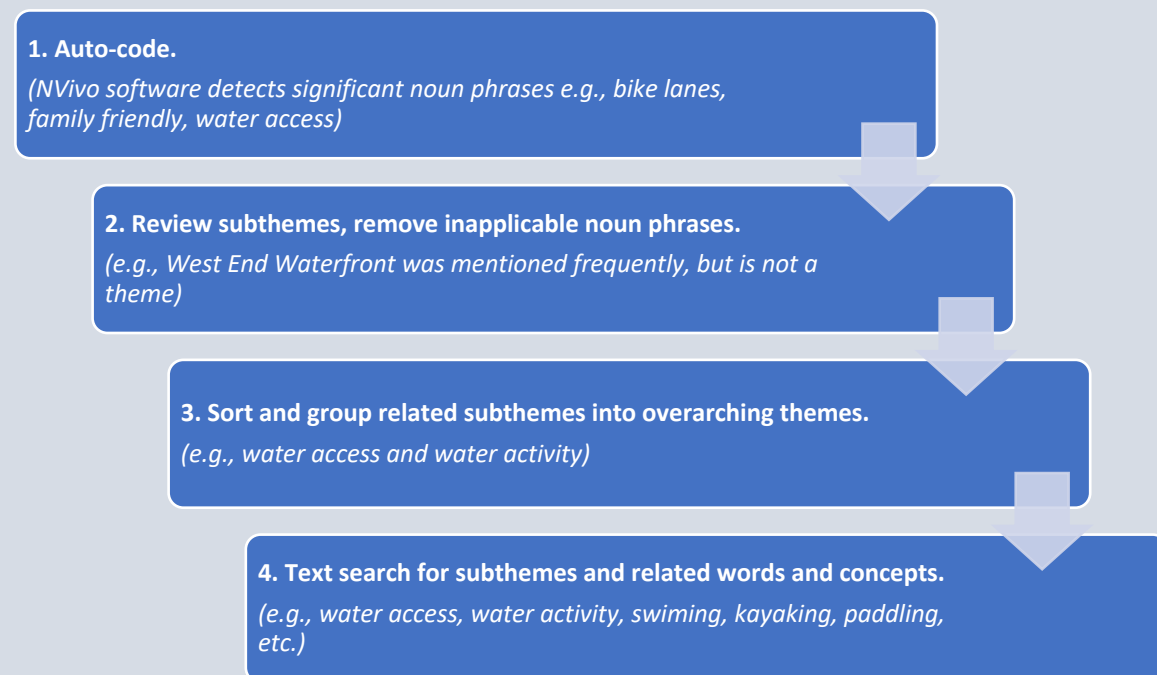 1. Auto-code.
(NVivo software detects significant noun phrases e.g., bike lanes,
family friendly, water access)
2. Review subthemes, remove inapplicable noun phrases.
(e.g., West End Waterfront was mentioned frequently, but is not a
theme)
3. Sort and group related subthemes into overarching themes.
(e.g., water access and water activity)
4. Text search for subthemes and related words and concepts.
(e.g., water access, water activity, swiming, kayaking, paddling,
etc.)